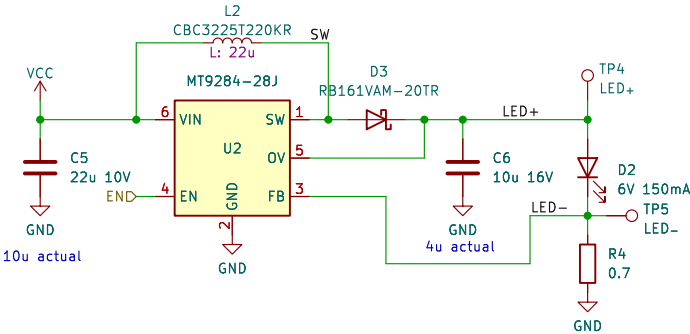 L2
CBC3225T220KR
L: 22u
SW
VCC
MT9284-28J
D3
RB161VAM-20TR
TP4
LED+
LED+
6
VIN
SW
1
U2
OV
5
C5
22u 10V
C6
10u 16V
D2
6V 150mA
EN
4
EN
GND
FB
3
LED-
TP5
LED-
GND
2
GND
GND
4u actual
10u actual
R4
0.7
GND